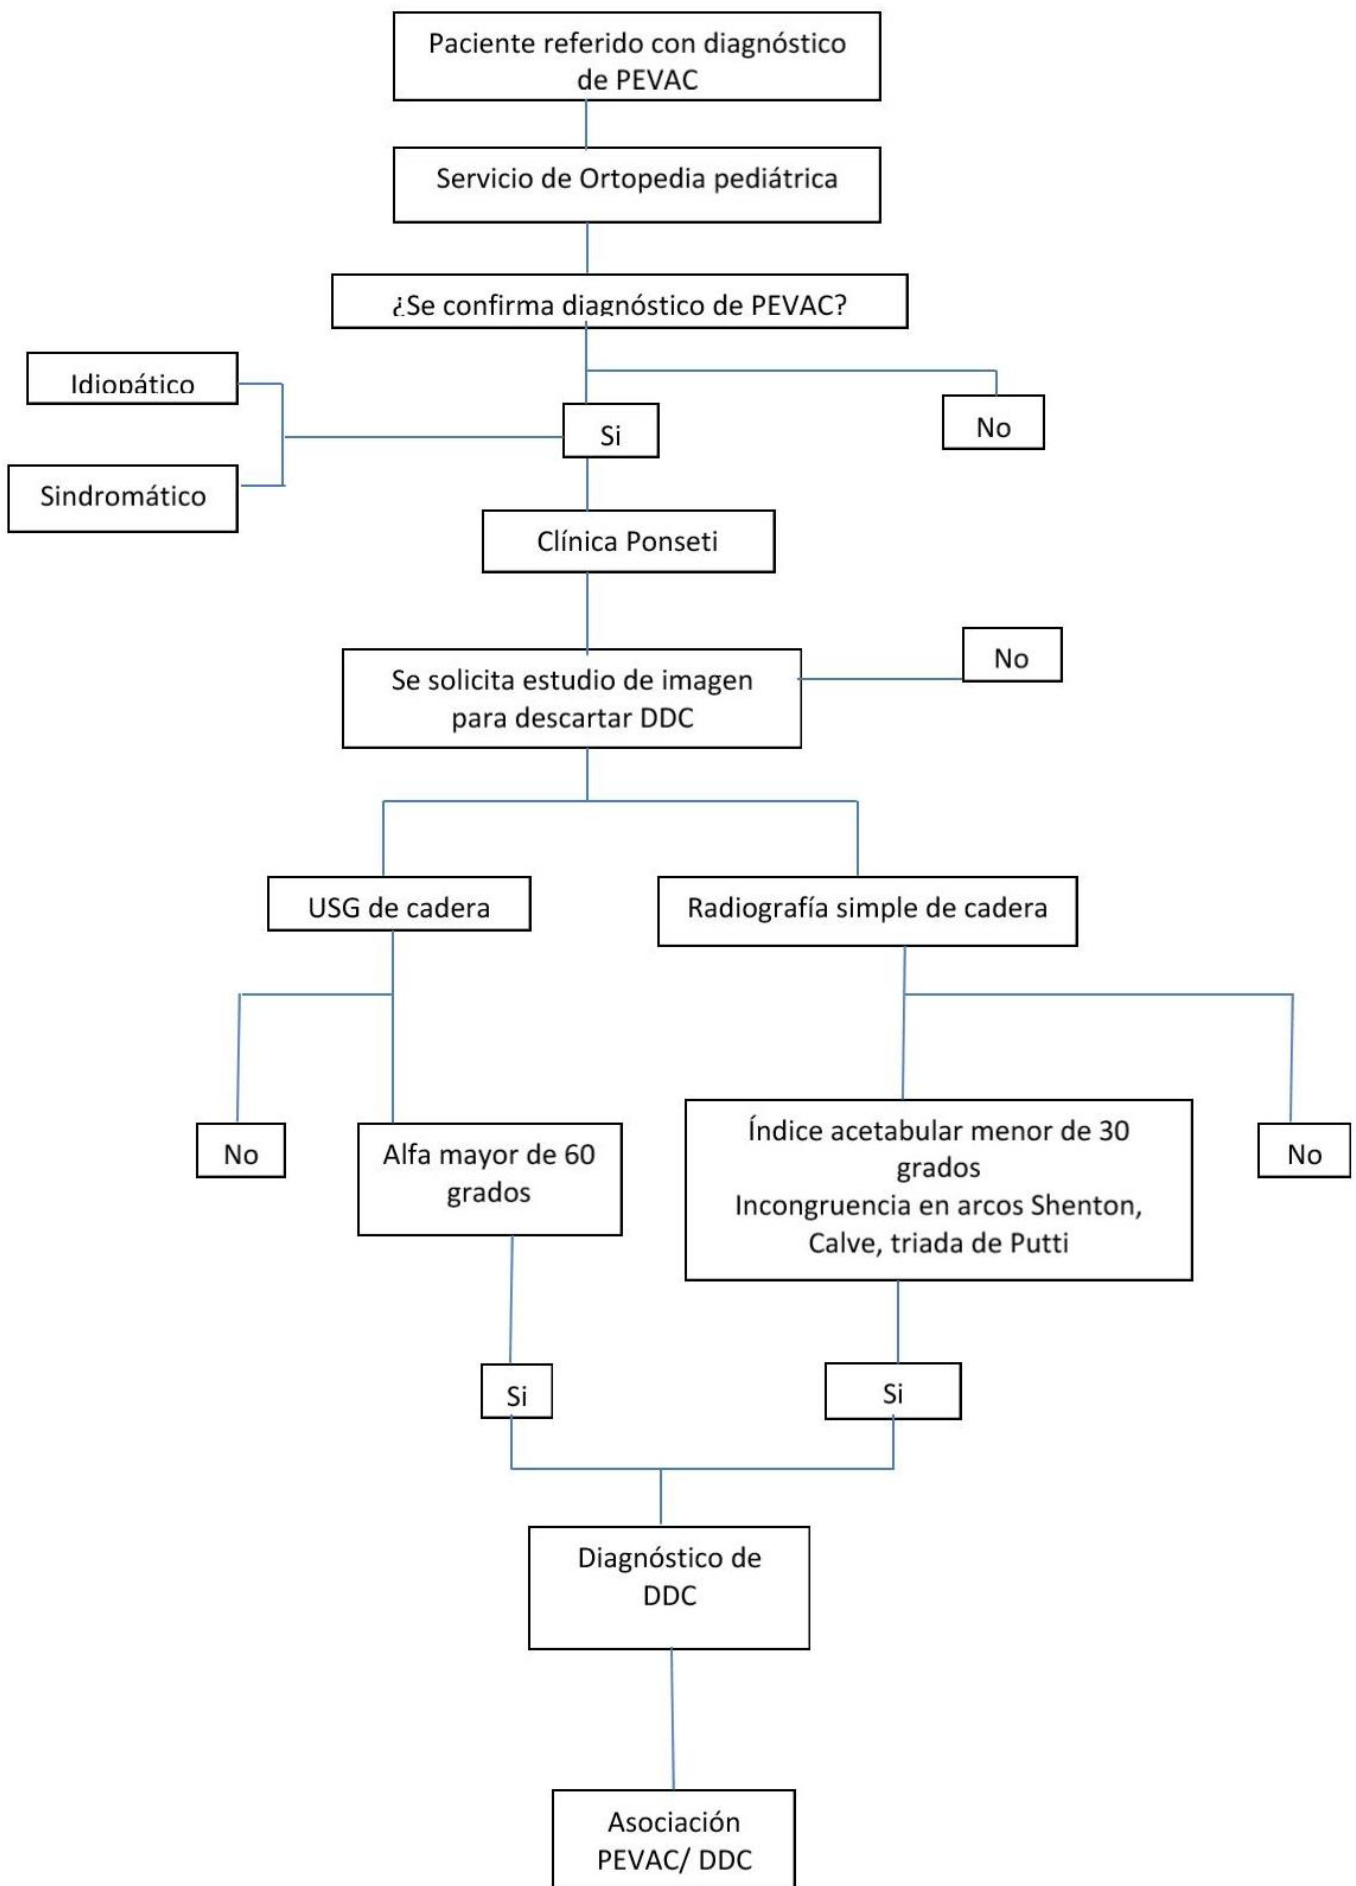 Paciente referido con diagnóstico
de PEVAC
Servicio de Ortopedia pediátrica
¿Se confirma diagnóstico de PEVAC?
Idiopático
Si
No
Sindromático
Clínica Ponseti
No
Se solicita estudio de imagen
para descartar DDC
USG de cadera
Radiografía simple de cadera
No
Alfa mayor de 60
grados
Índice acetabular menor de 30
grados
Incongruencia en arcos Shenton,
Calve, triada de Putti
No
Si
Si
Diagnóstico de
DDC
Asociación
PEVAC/ DDC